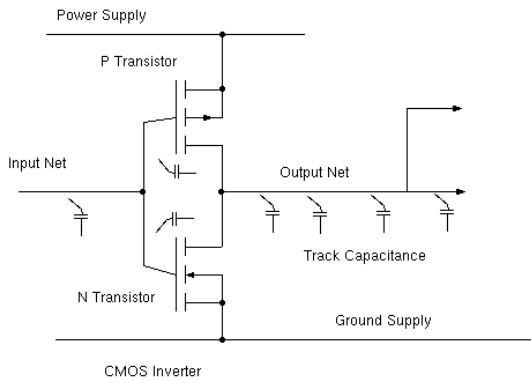 Power Supply
P Transistor
Input Net
Output Net
Track Capacitance
N Transistor
Ground Supply
CMOS Inverter